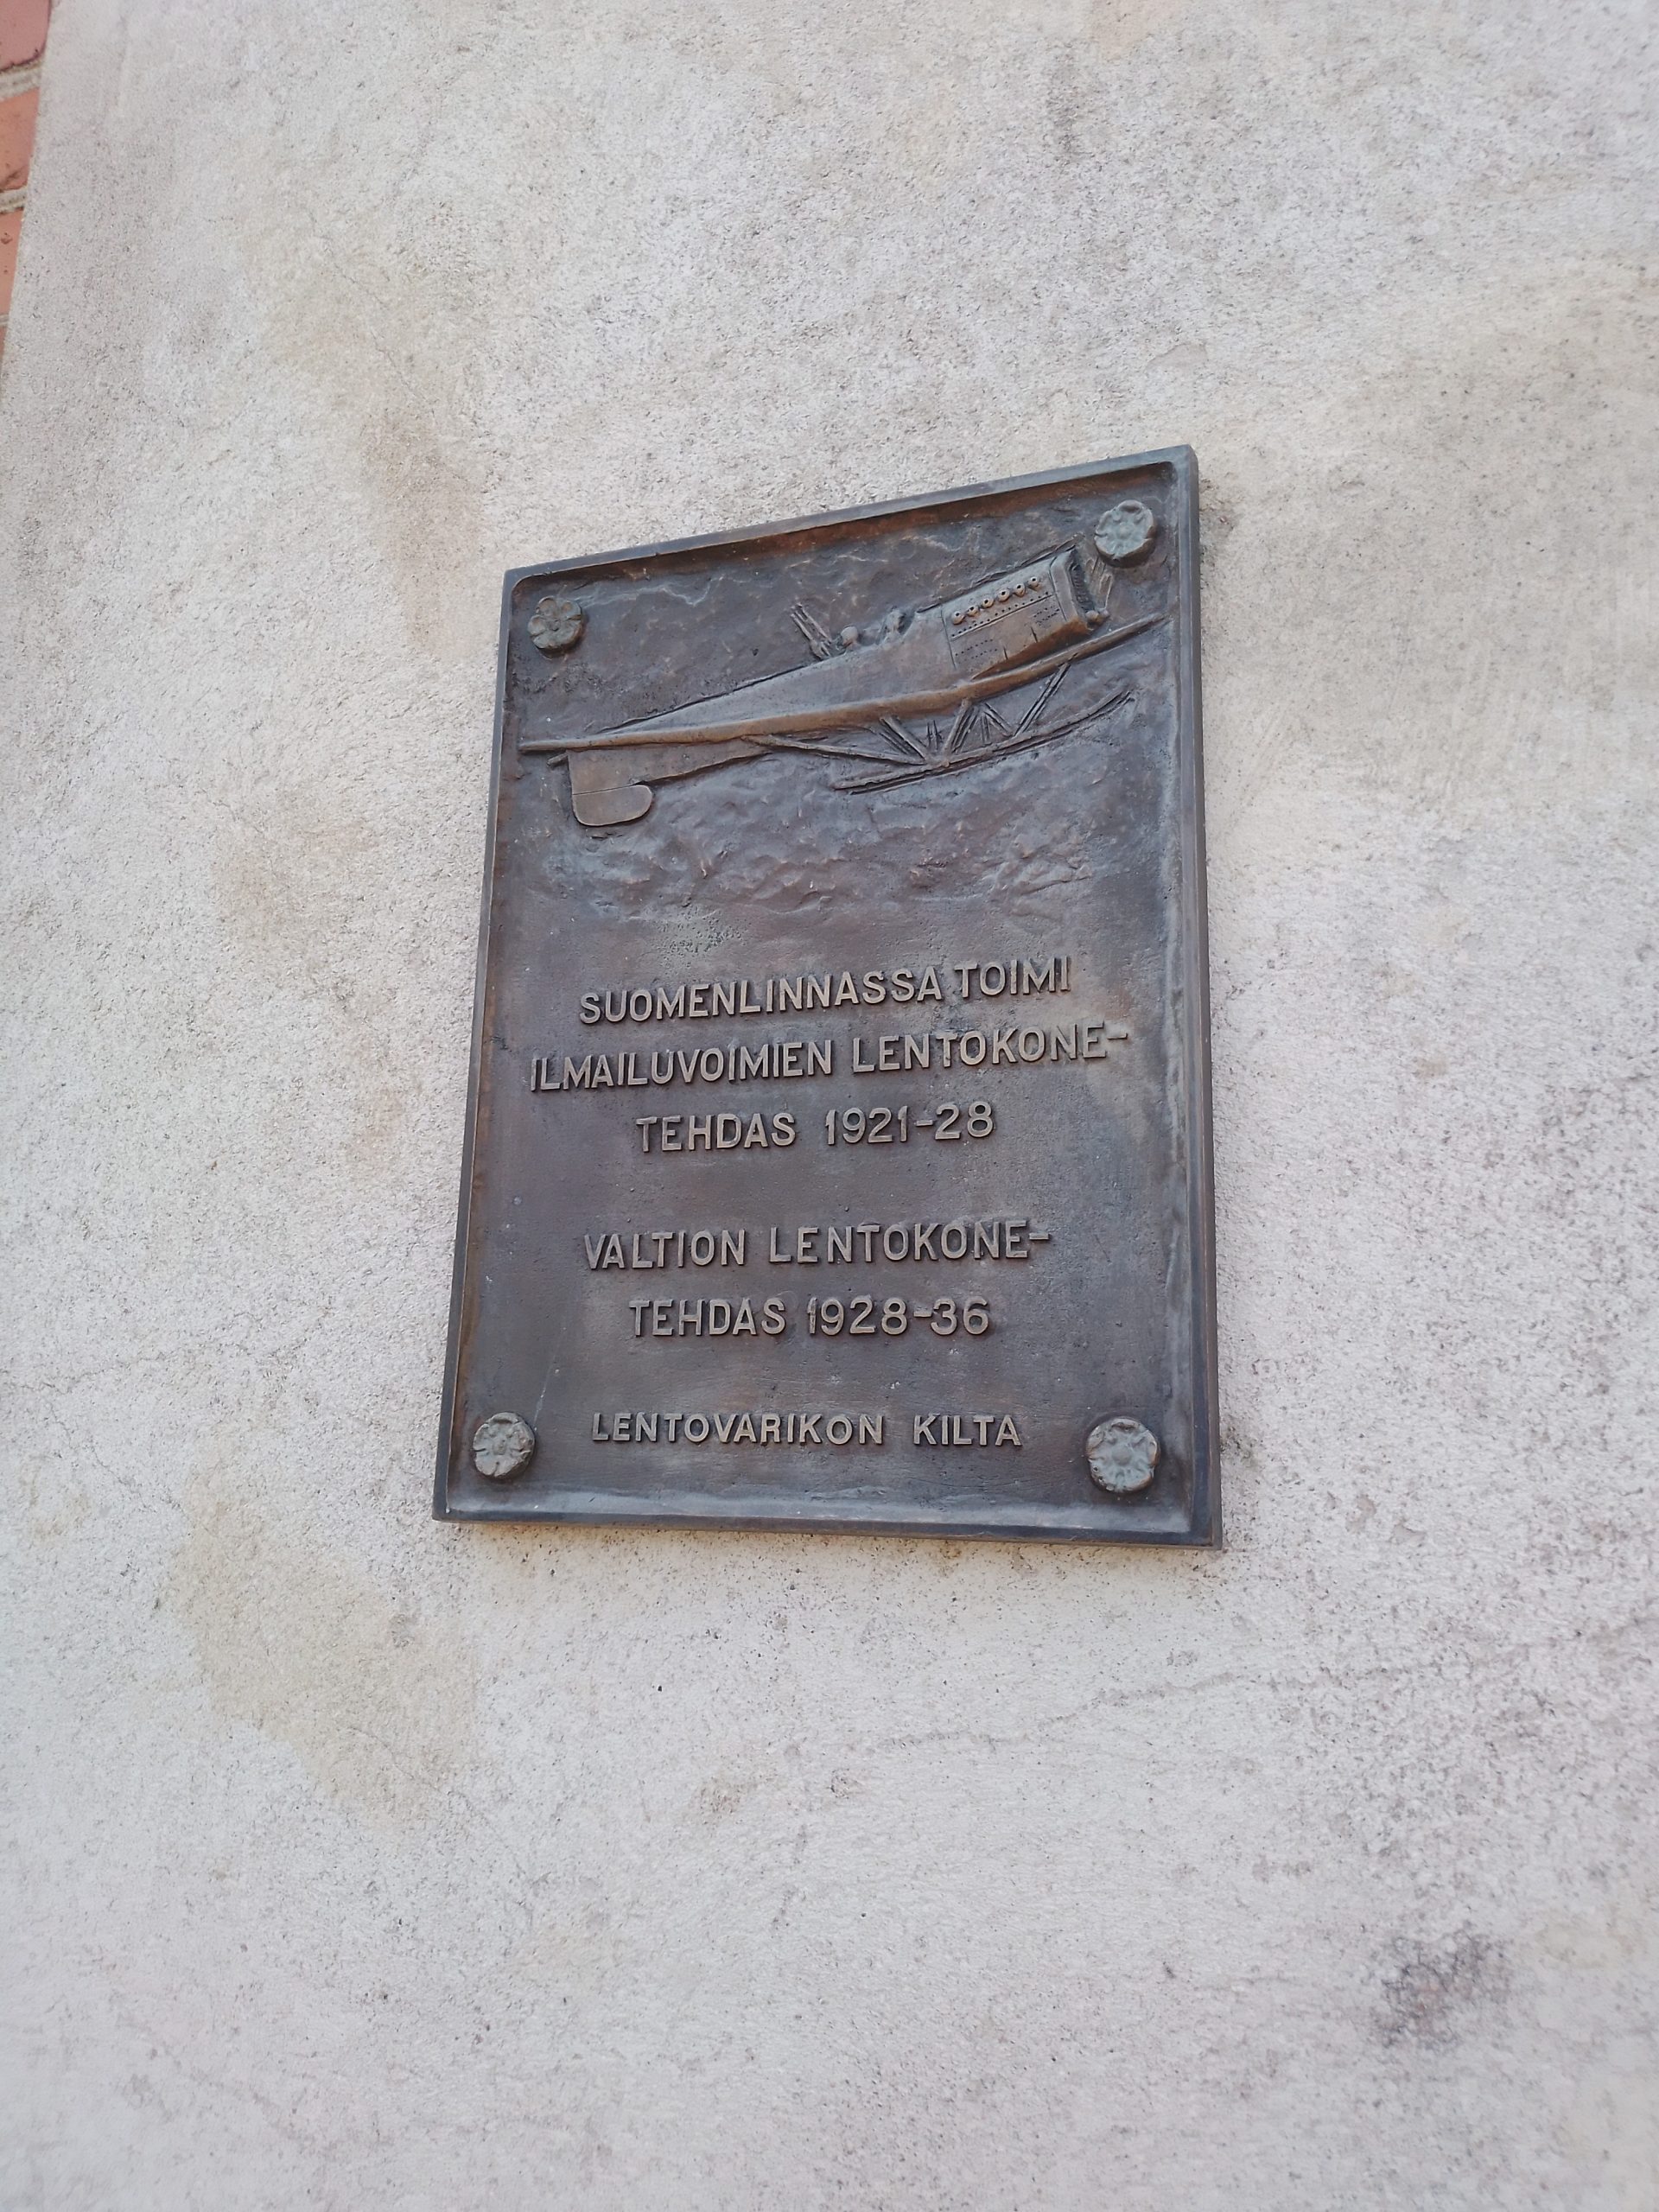 SUOMENLINNASSA TOIMI
ILMAILUVOIMIEN LENTOKONE-
TEHDAS 1921-28
VALTION LENTOKONE-
TEHDAS 1928-36
LENTOVARIKON KILTA